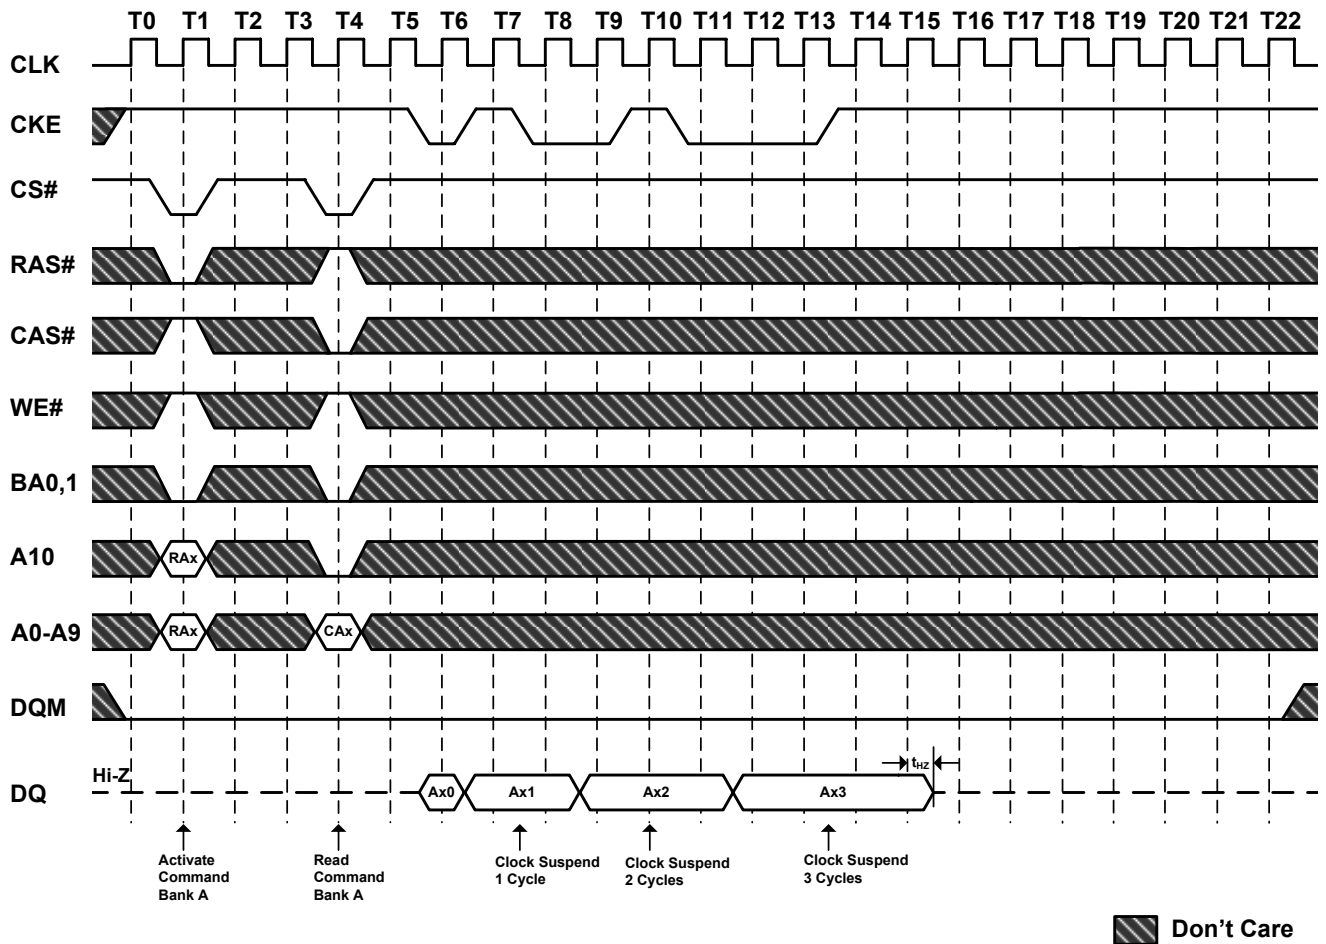 T0 T1 T2 T3 T4 T5 T6 T7 T8 T9 T10 T11 T12 T13 T14 T15 T16 T17 T18 T19 T20 T21 T22
CLK
CKE
CS#
RAS#
CAS#
WE#
BA0,1
A10
RAx
A0-A9
RAx CAx
DQM
Hi-Z
tHZ
DQ
Ax0 Ax1 Ax2 Ax3
Activate
Command
Bank A
Read
Command
Bank A
Clock Suspend
1 Cycle
Clock Suspend
2 Cycles
Clock Suspend
3 Cycles
Don't Care